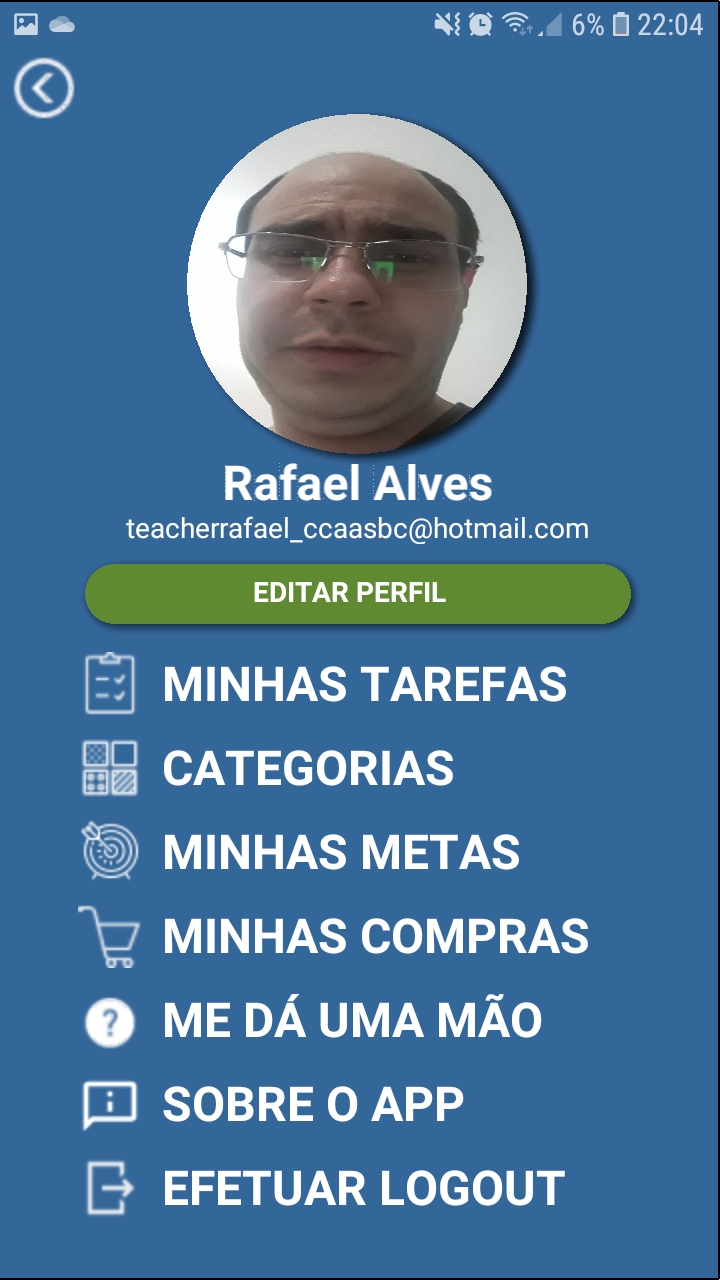 6% 22:04
Rafael Alves
teacherrafael_ccaasbc@hotmail.com
EDITAR PERFIL
MINHAS TAREFAS
CATEGORIAS
MINHAS METAS
MINHAS COMPRAS
ME DÁ UMA MÃO
SOBRE O APP
EFETUAR LOGOUT